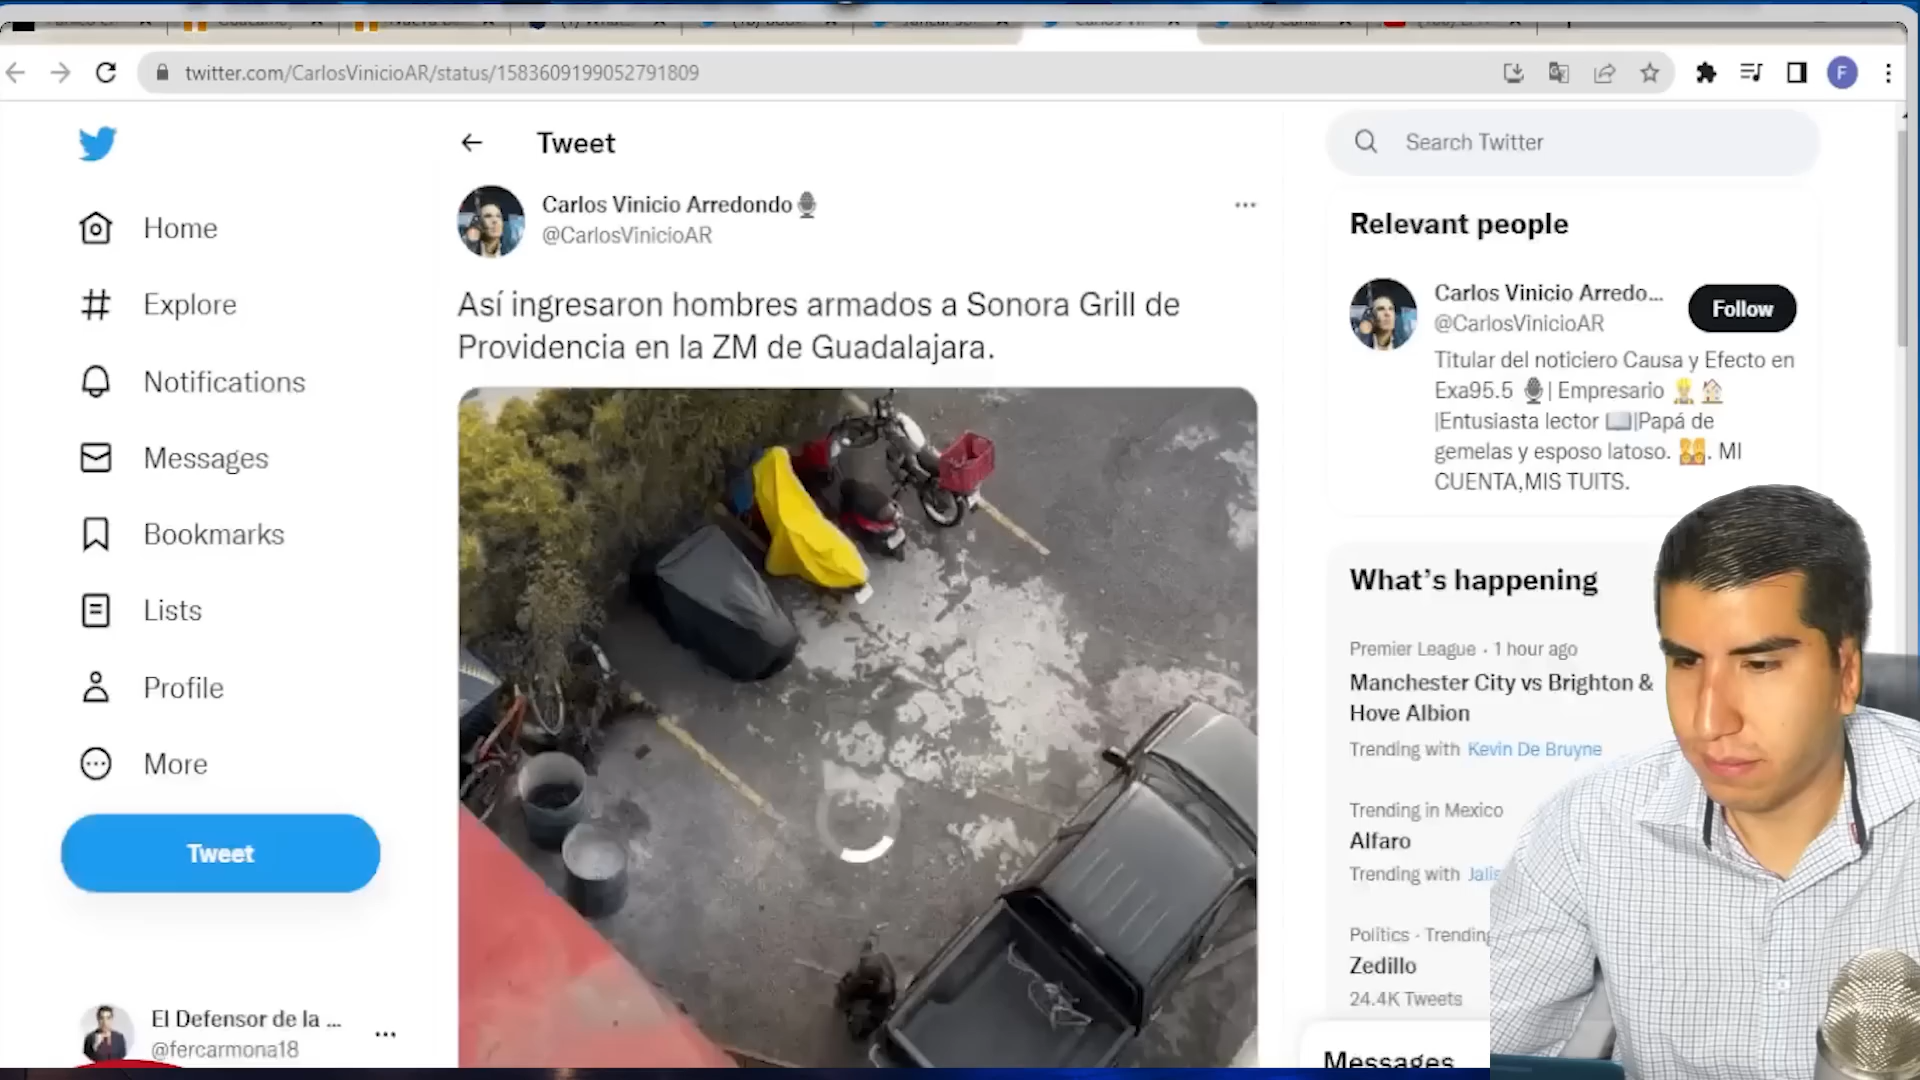 twitter.com/CarlosVinicioAR/status/1583609199052791809
F
Home
Explore
Notifications
Messages
Bookmarks
Lists
Profile
More
Tweet
El Defensor de la ...
@fercarmona18
Tweet
Carlos Vinicio Arredondo
@CarlosVinicioAR
Así ingresaron hombres armados a Sonora Grill de
Providencia en la ZM de Guadalajara.
Search Twitter
Relevant people
Carlos Vinicio Arredo...
@CarlosVinicioAR
Follow
Titular del noticiero Causa y Efecto en
Exa95.5 | Empresario
|Entusiasta lector |Papá de
gemelas y esposo latoso. . MI
CUENTA,MIS TUITS.
What's happening
Premier League · 1 hour ago
Manchester City vs Brighton &
Hove Albion
Trending with Kevin De Bruyne
Trending in Mexico
Alfaro
Trending with
Politics · Trending
Zedillo
24.4K Tweets
Messages